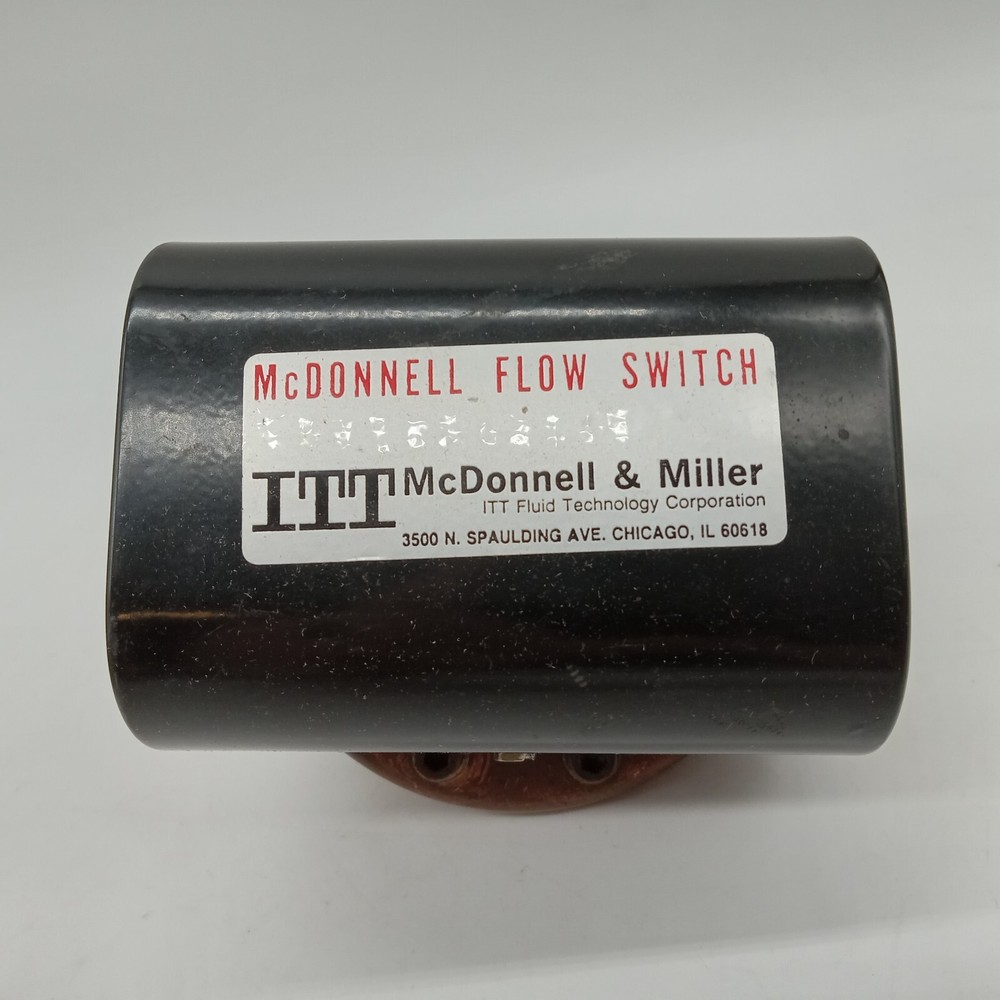 McDONNELL FLOW SWITCH
ITT McDonnell & Miller
ITT Fluid Technology Corporation
3500 N. SPAULDING AVE. CHICAGO, IL 60618